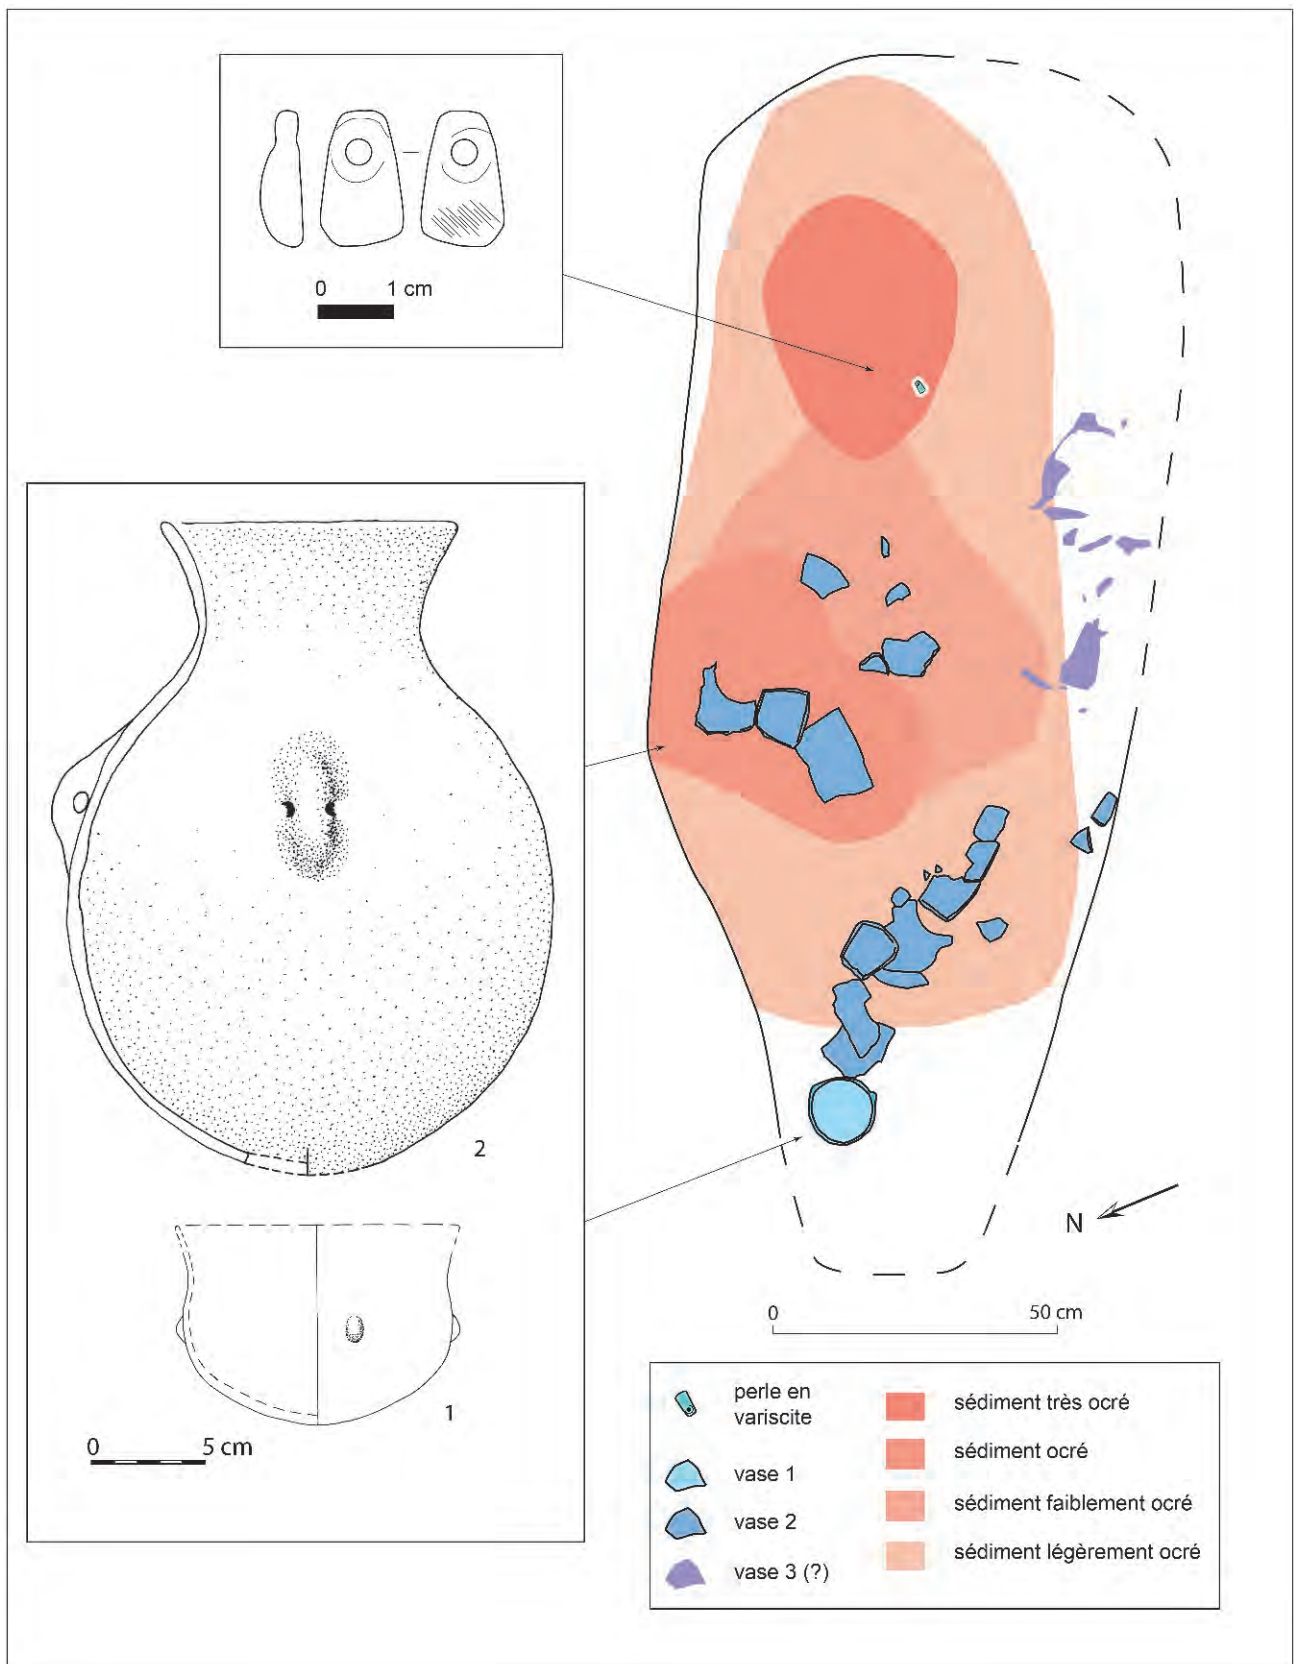 0 1 cm
2
1
0 5 cm
N
0 50 cm
perle en
variscite
vase 1
vase 2
vase 3 (?)
sédiment très ocré
sédiment ocré
sédiment faiblement ocré
sédiment légèrement ocré